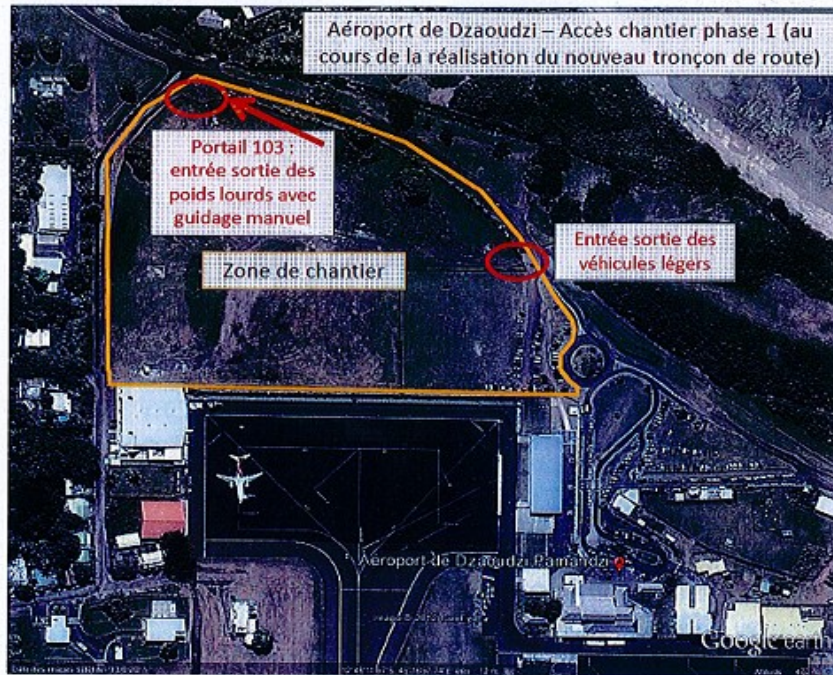 Aéroport de Dzaoudzi – Accès chantier phase 1 (au
cours de la réalisation du nouveau tronçon de route)
Portail 103 :
entrée sortie des
poids lourds avec
guidage manuel
Entrée sortie des
véhicules légers
Zone de chantier
Aéroport de Dzaoudzi Pamandzi
Google earth